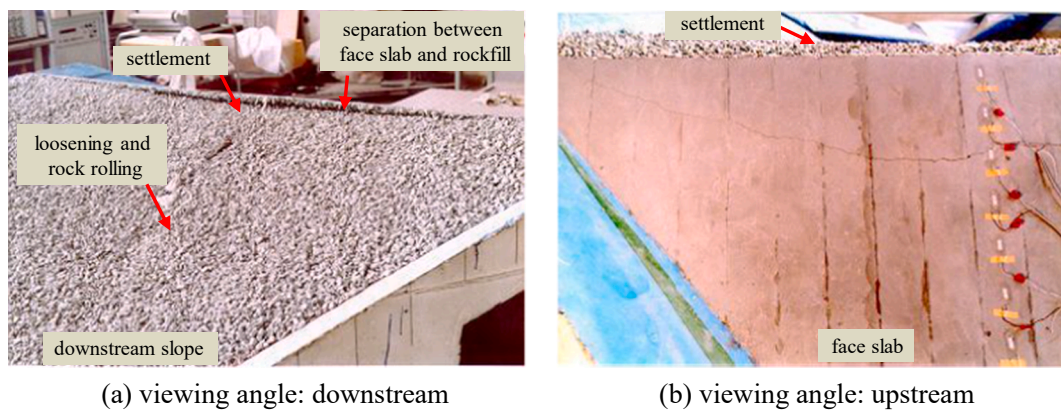 settlement
separation between
face slab and rockfill
loosening and
rock rolling
downstream slope
settlement
face slab
(a) viewing angle: downstream
(b) viewing angle: upstream